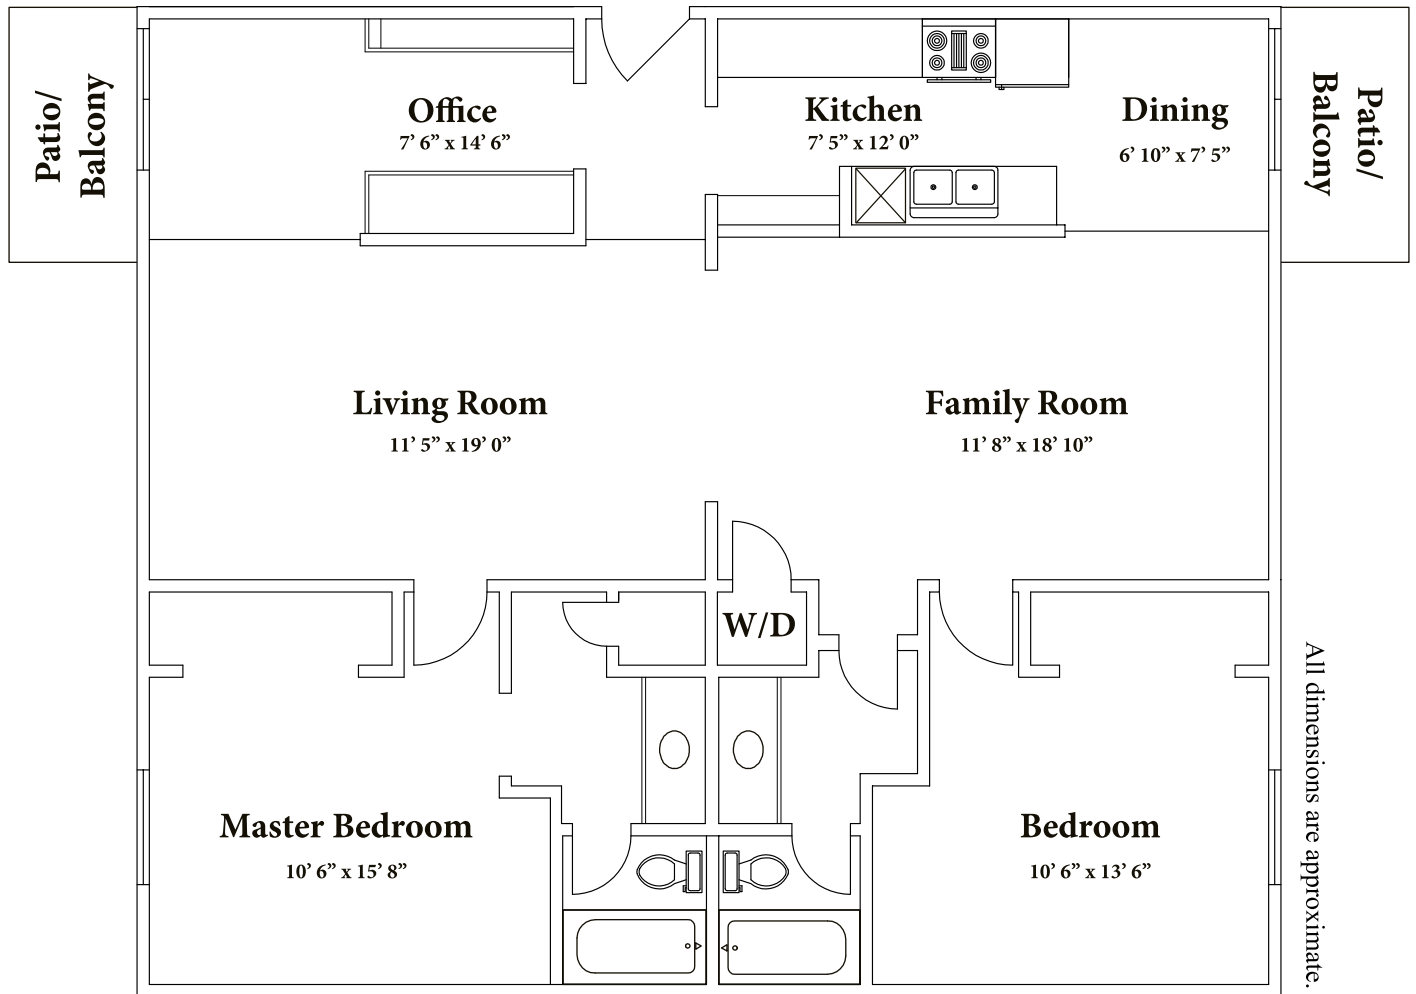 Patio/
Balcony
Office
7’ 6” x 14’ 6”
Kitchen
7’ 5” x 12’ 0”
Dining
6’ 10” x 7’ 5”
Patio/
Balcony
Living Room
11’ 5” x 19’ 0”
Family Room
11’ 8” x 18’ 10”
W/D
Master Bedroom
10’ 6” x 15’ 8”
Bedroom
10’ 6” x 13’ 6”
All dimensions are approximate.